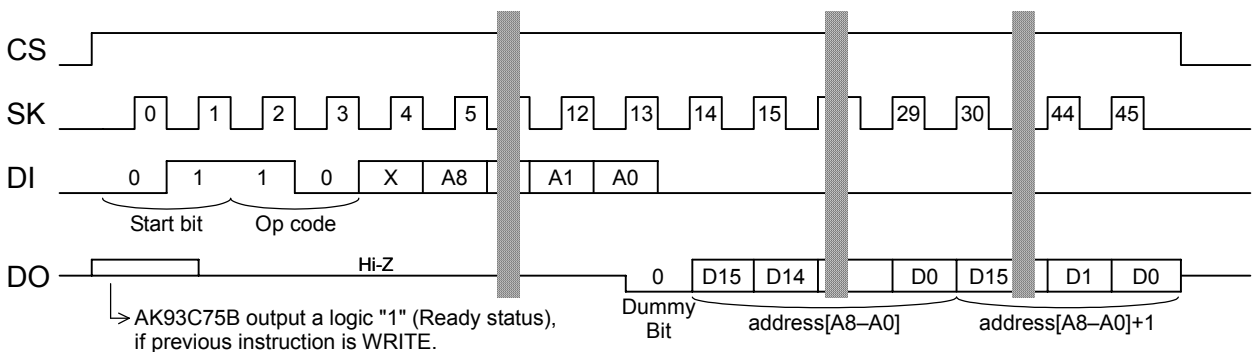 CS
SK 0 1 2 3 4 5 12 13 14 15 29 30 44 45
DI 0 1 1 0 X A8 A1 A0
Start bit Op code
DO Hi-Z 0 D15 D14 D0 D15 D1 D0
Dummy
Bit
address[A8–A0] address[A8–A0]+1
AK93C75B output a logic "1" (Ready status),
if previous instruction is WRITE.